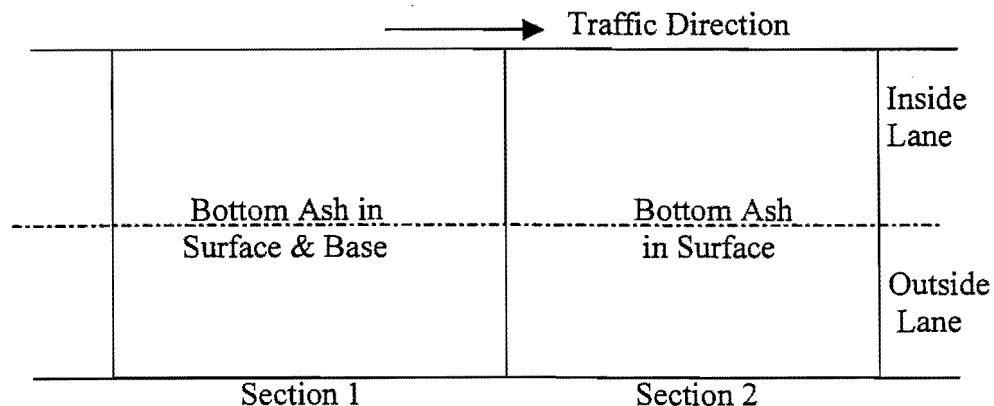 Traffic Direction
Inside
Lane
Bottom Ash in
Surface & Base
Bottom Ash
in Surface
Outside
Lane
Section 1
Section 2